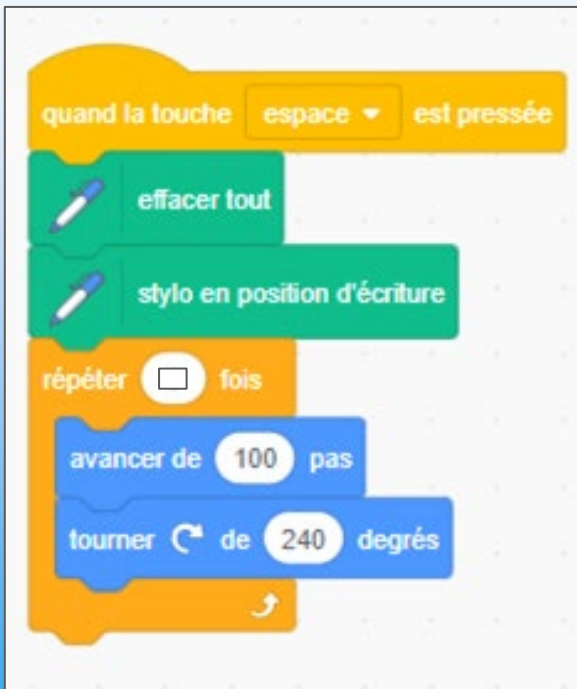 quand la touche espace est pressée
effacer tout
stylo en position d'écriture
répéter fois
avancer de 100 pas
tourner de 240 degrés